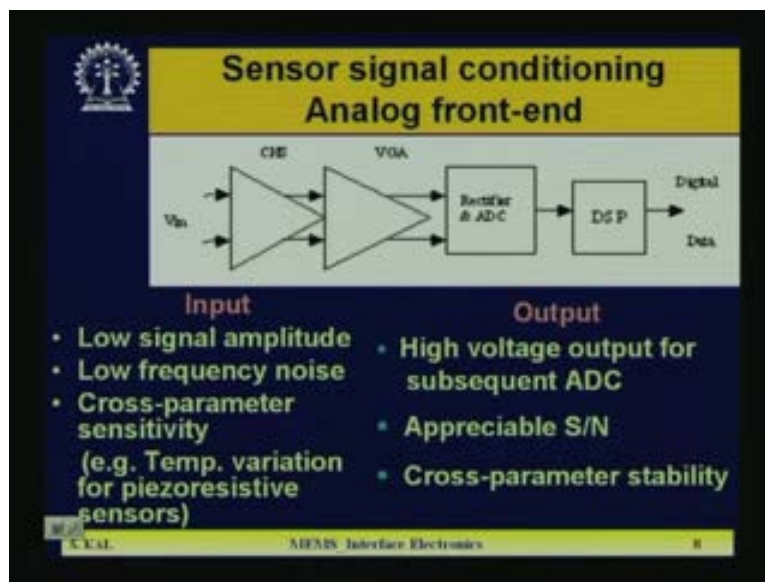 Sensor signal conditioning
Analog front-end
CHS
VGA
Vin
Rectifier
& ADC
DSP
Digital
Data
Input
• Low signal amplitude
• Low frequency noise
• Cross-parameter
sensitivity
(e.g. Temp. variation
for piezoresistive
sensors)
Output
• High voltage output for
subsequent ADC
• Appreciable S/N
• Cross-parameter stability
S. KAL
MEMS_Interface Electronics
8